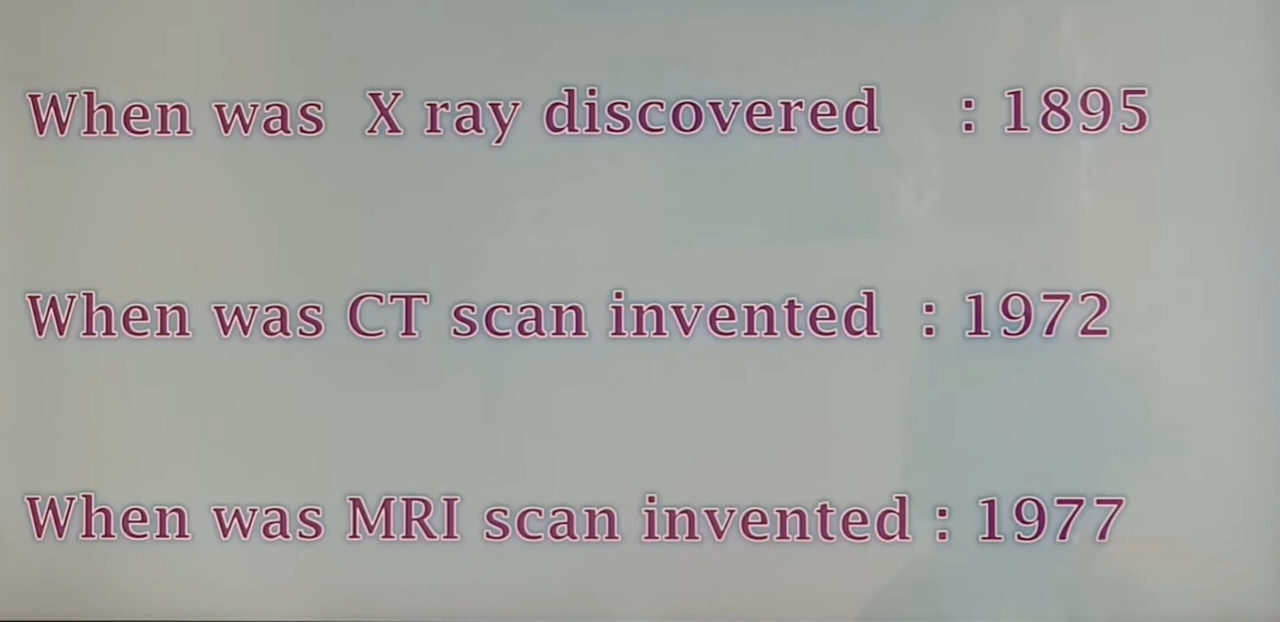 When was X ray discovered : 1895
When was CT scan invented : 1972
When was MRI scan invented : 1977